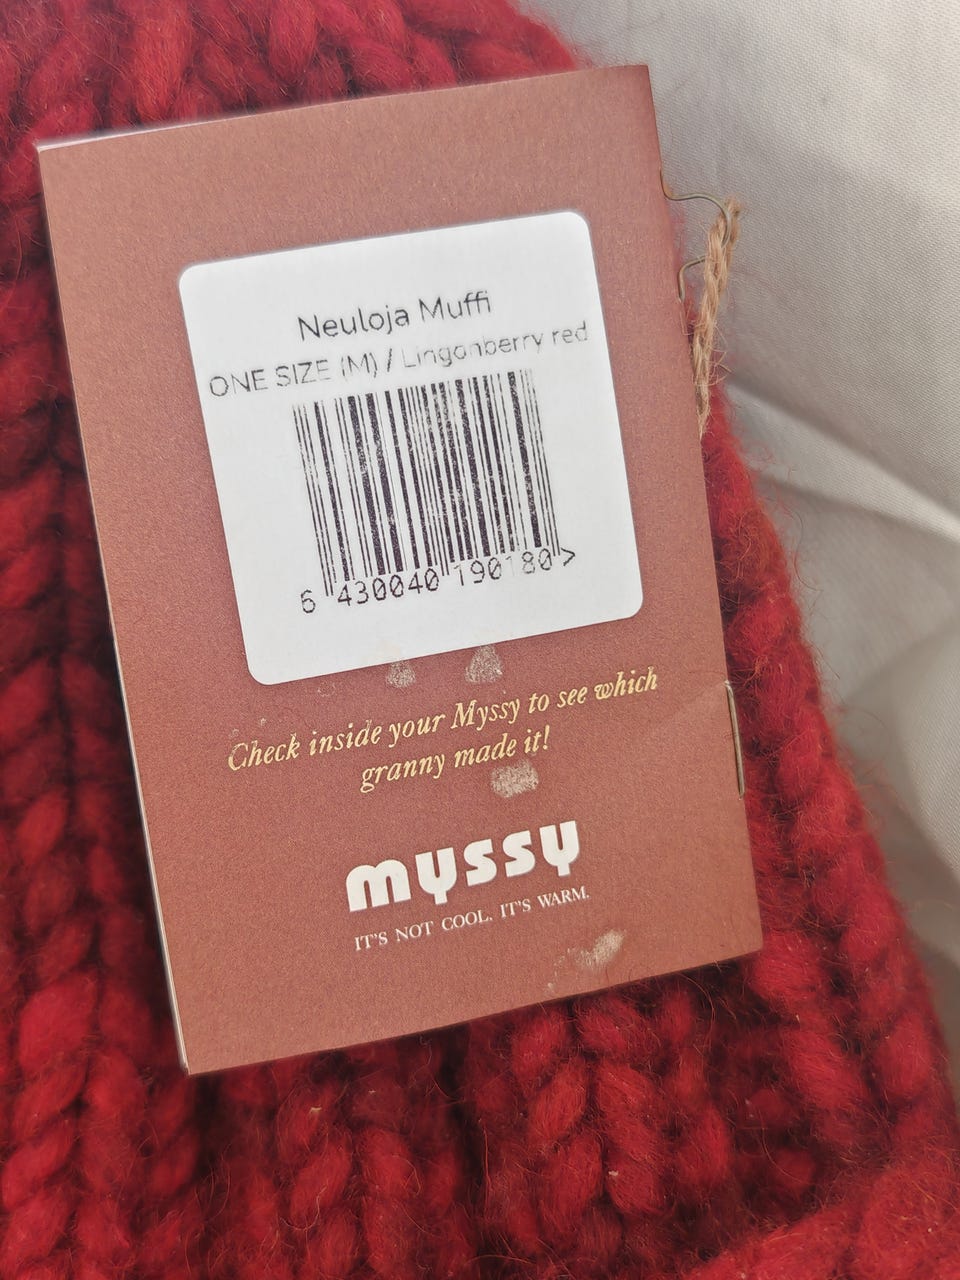 Neuloja Muffi
ONE SIZE (M) / Lingonberry red
6 430040 190180 >
Check inside your Myssy to see which
granny made it!
myssy
IT'S NOT COOL. IT'S WARM.